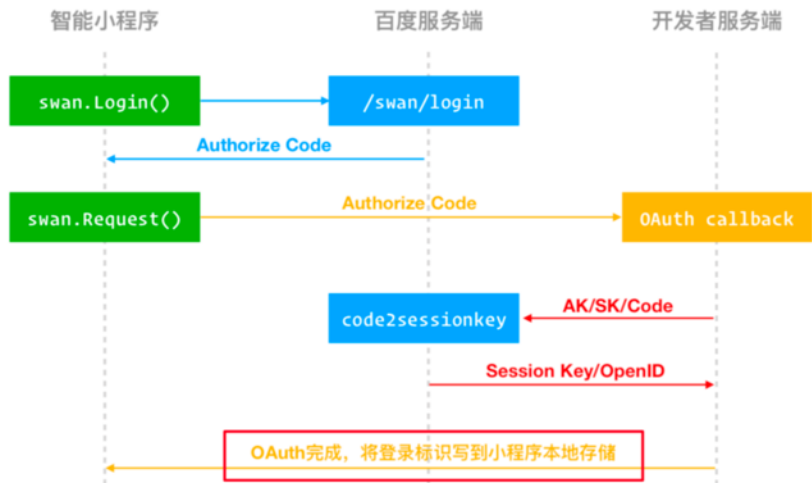 智能小程序
百度服务端
开发者服务端
swan.Login()
/swan/login
Authorize Code
swan.Request()
Authorize Code
OAuth callback
code2sessionkey
AK/SK/Code
Session Key/OpenID
OAuth完成，将登录标识写到小程序本地存储